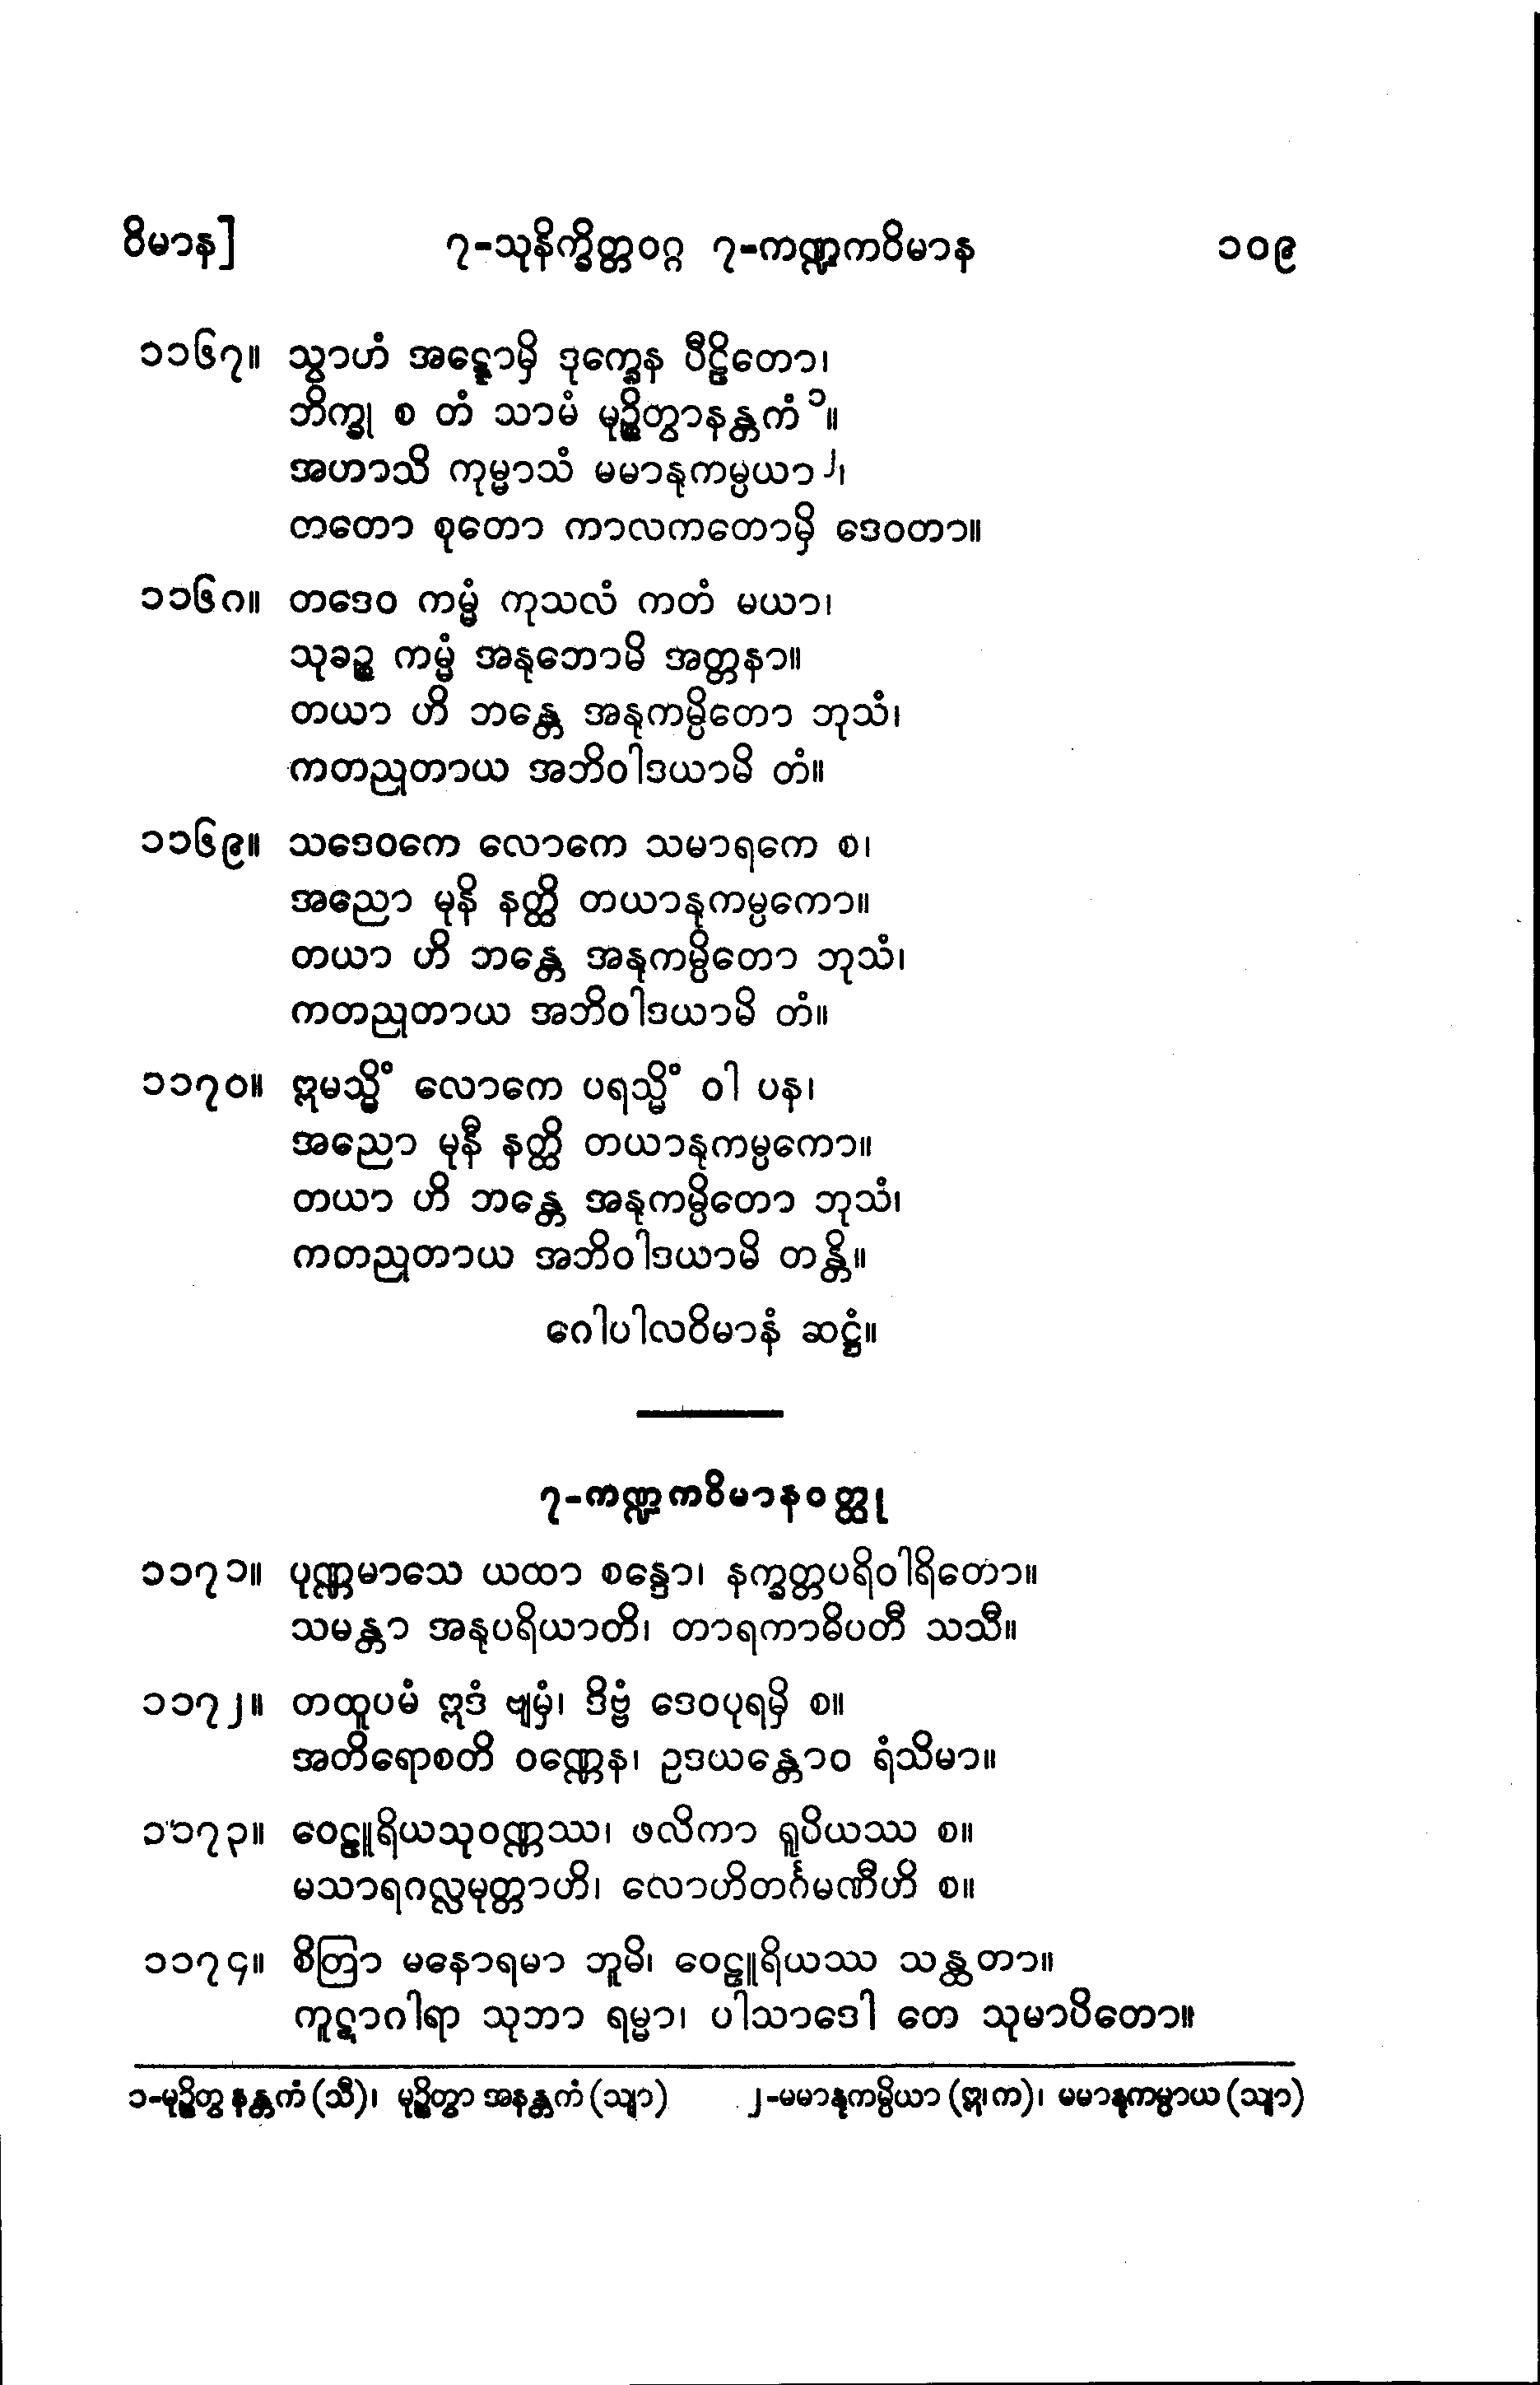 ဝိမာန]	၇-သုနိက္ခိတ္တဝဂ္ဂ ၇-ကဏ္ဍကဝိမာန	၁၀၉
၁၁၆၇။ သွာဟံ အဋ္ဋောမှိ ဒုက္ခေန ပီဠိတော၊
ဘိက္ခု စ တံ သာမံ မုဉ္စိတွာနန္တကံ ၁။
အဟာသိ ကုမ္မာသံ မမာနုကမ္ပယာ ၂၊
တတော စုတော ကာလကတောမှိ ဒေဝတာ။
၁၁၆၈။ တဒေဝ ကမ္မံ ကုသလံ ကတံ မယာ၊
သုခဉ္စ ကမ္မံ အနုဘောမိ အတ္တနာ။
တယာ ဟိ ဘန္တေ အနုကမ္ပိတော ဘုသံ၊
ကတညုတာယ အဘိဝါဒယာမိ တံ။
၁၁၆၉။ သဒေဝကေ လောကေ သမာရကေ စ၊
အညော မုနိ နတ္ထိ တယာနုကမ္ပကော။
တယာ ဟိ ဘန္တေ အနုကမ္ပိတော ဘုသံ၊
ကတညုတာယ အဘိဝါဒယာမိ တံ။
၁၁၇၀။ ဣမသ္မိံ လောကေ ပရသ္မိံ ဝါ ပန၊
အညော မုနီ နတ္ထိ တယာနုကမ္ပကော။
တယာ ဟိ ဘန္တေ အနုကမ္ပိတော ဘုသံ၊
ကတညုတာယ အဘိဝါဒယာမိ တန္တိ။
ဂေါပါလဝိမာနံ ဆဋ္ဌံ။
၇-ကဏ္ဍကဝိမာနဝတ္ထု
၁၁၇၁။ ပုဏ္ဏမာသေ ယထာ စန္ဒော၊ နက္ခတ္တပရိဝါရိတော။
သမန္တာ အနုပရိယာတိ၊ တာရကာဓိပတီ သသီ။
၁၁၇၂။ တထူပမံ ဣဒံ ဗျမှံ၊ ဒိဗ္ဗံ ဒေဝပုရမှိ စ။
အတိရောစတိ ဝဏ္ဏေန၊ ဥဒယန္တောဝ ရံသိမာ။
၁၁၇၃။ ဝေဠူရိယသုဝဏ္ဏဿ၊ ဖလိကာ ရူပိယဿ စ။
မသာရဂလ္လမုတ္တာဟိ၊ လောဟိတင်္ဂမဏီဟိ စ။
၁၁၇၄။ စိတြာ မနောရမာ ဘူမိ၊ ဝေဠူရိယဿ သန္ထတာ။
ကူဋာဂါရာ သုဘာ ရမ္မာ၊ ပါသာဒေါ တေ သုမာပိတော။
၁-မုဉ္စိတွ နန္တကံ (သီ)၊ မုဉ္စိတွာ အနန္တကံ (သျာ)	၂-မမာနုကမ္ပိယာ (ဣ၊ က)၊ မမာနုကမ္ပာယ (သျာ)